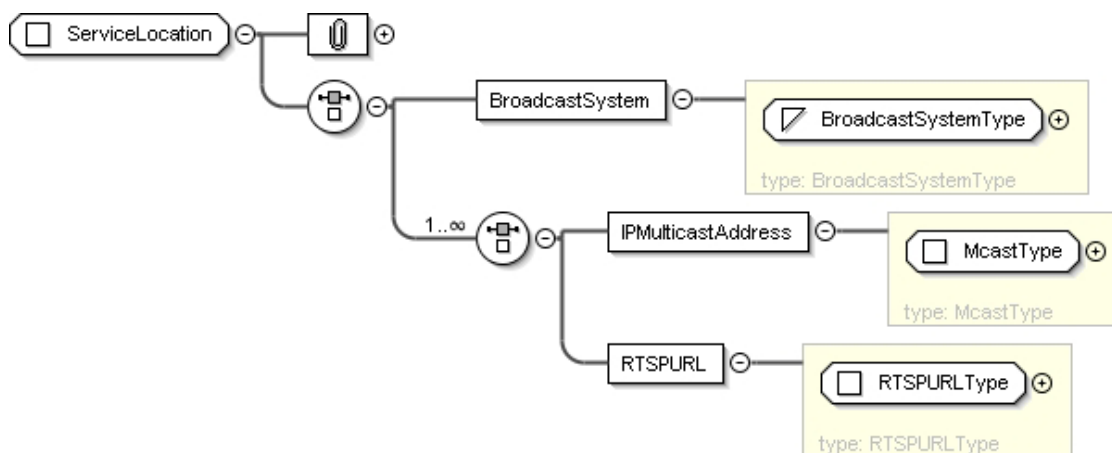 ServiceLocation
BroadcastSystem
BroadcastSystemType
type: BroadcastSystemType
1..∞
IPMulticastAddress
McastType
type: McastType
RTSPURL
RTSPURLType
type: RTSPURLType